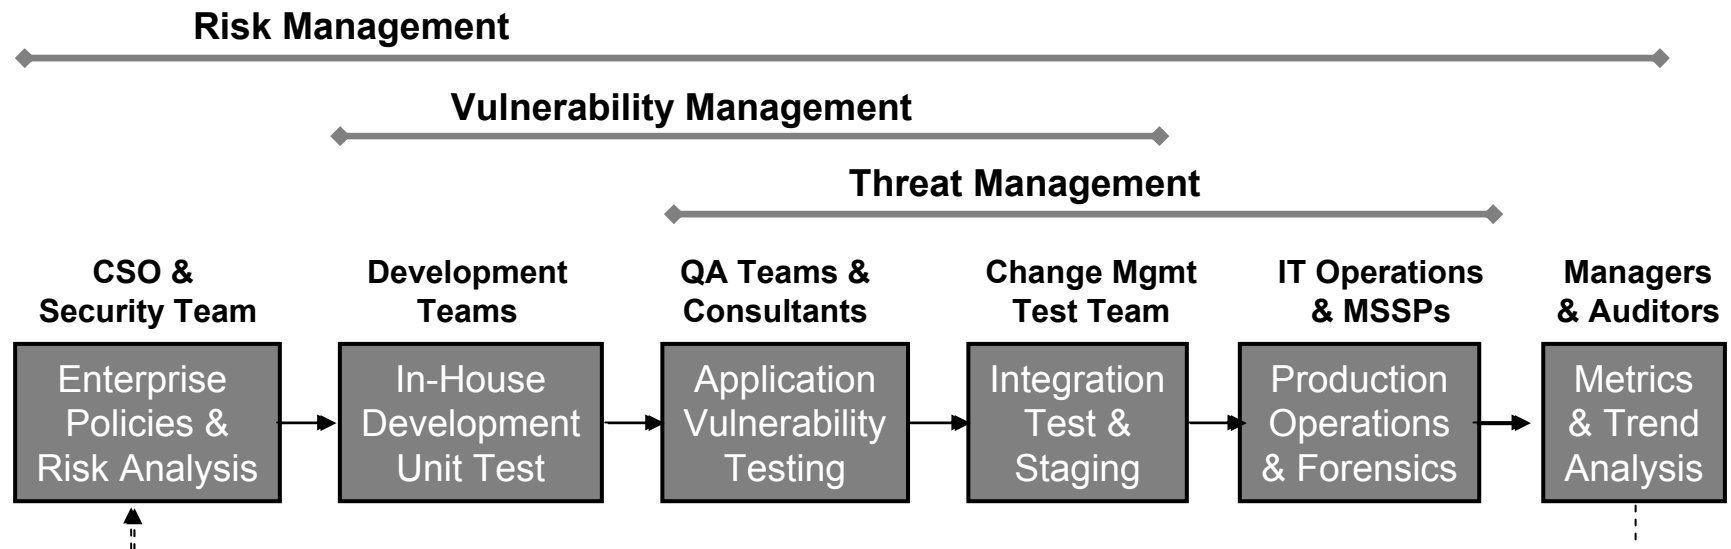 Risk Management
Vulnerability Management
Threat Management
CSO &
Security Team
Development
Teams
QA Teams &
Consultants
Change Mgmt
Test Team
IT Operations
& MSSPs
Managers
& Auditors
Enterprise
Policies &
Risk Analysis
In-House
Development
Unit Test
Application
Vulnerability
Testing
Integration
Test &
Staging
Production
Operations
& Forensics
Metrics
& Trend
Analysis